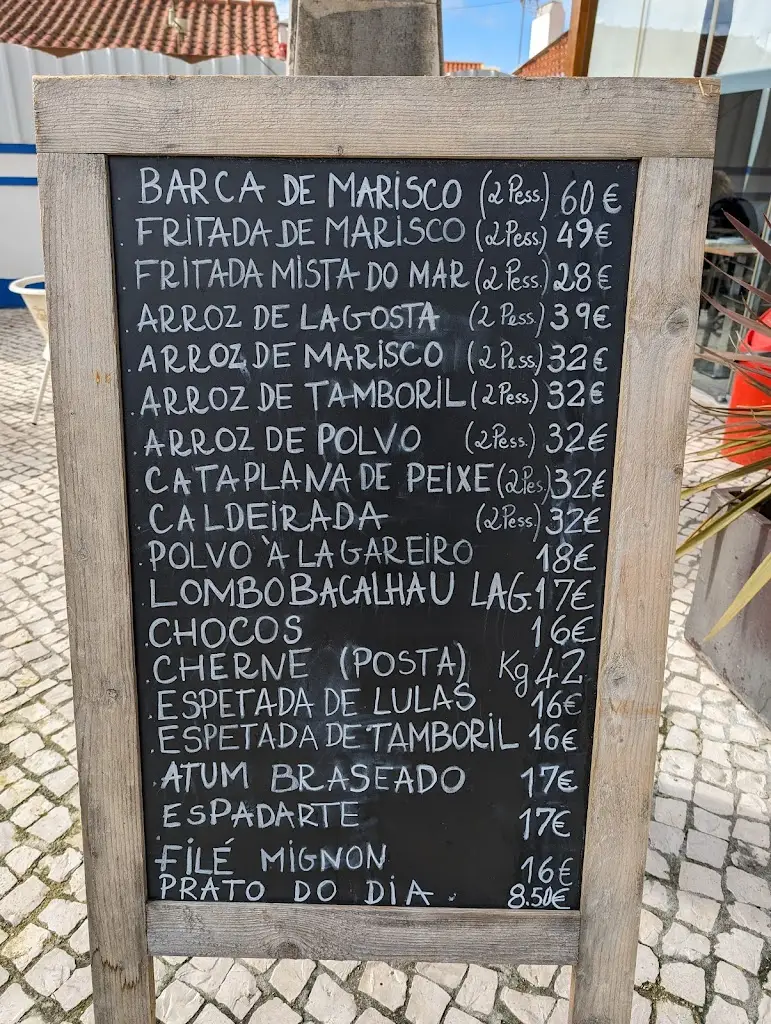 . BARCA DE MARISCO (2 Pess.) 60€
. FRITADA DE MARISCO (2 Pess.) 49€
. FRITADA MISTA DO MAR (2 Pess.) 28€
. ARROZ DE LAGOSTA (2 Pess.) 39€
. ARROZ DE MARISCO (2 Pess.) 32€
. ARROZ DE TAMBORIL (2 Pess.) 32€
. ARROZ DE POLVO (2 Pess.) 32€
. CATAPLANA DE PEIXE (2 Pes.) 32€
. CALDEIRADA (2 Pess.) 32€
. POLVO À LAGAREIRO 18€
. LOMBO BACALHAU LAG. 17€
. CHOCOS 16€
. CHERNE (POSTA) Kg 42
. ESPETADA DE LULAS 16€
. ESPETADA DE TAMBORIL 16€
. ATUM BRASEADO 17€
. ESPADARTE 17€
. FILÉ MIGNON 16€
. PRATO DO DIA 8.50€